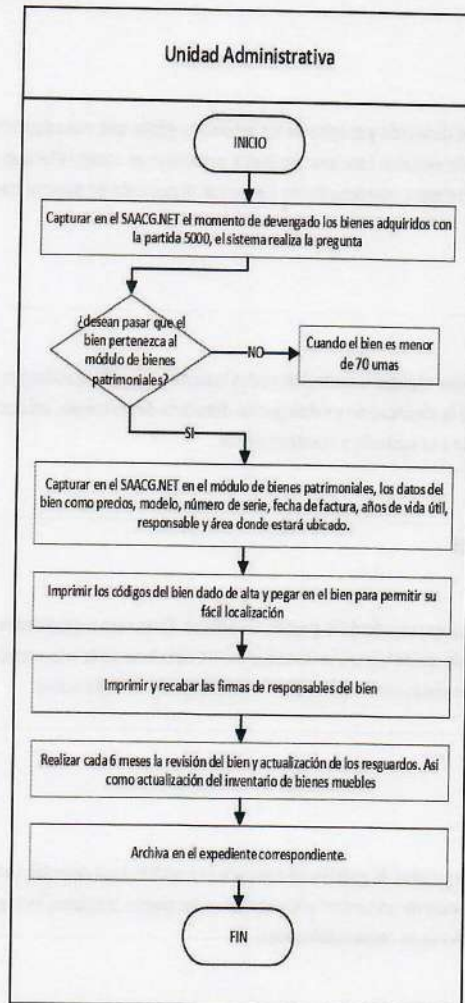 Unidad Administrativa
INICIO
Capturar en el SAACG.NET el momento de devengado los bienes adquiridos con
la partida 5000, el sistema realiza la pregunta
¿desean pasar que el
bien pertenezca al
módulo de bienes
patrimoniales?
NO
Cuando el bien es menor
de 70 umas
SI
Capturar en el SAACG.NET en el módulo de bienes patrimoniales, los datos del
bien como precios, modelo, número de serie, fecha de factura, años de vida útil,
responsable y área donde estará ubicado.
Imprimir los códigos del bien dado de alta y pegar en el bien para permitir su
fácil localización
Imprimir y recabar las firmas de responsables del bien
Realizar cada 6 meses la revisión del bien y actualización de los resguardos. Así
como actualización del inventario de bienes muebles
Archiva en el expediente correspondiente.
FIN